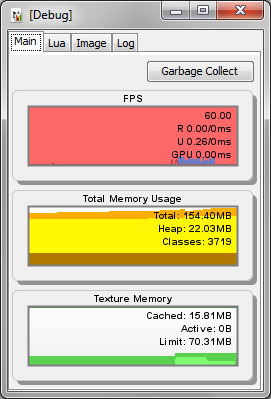 [Debug]
Main Lua Image Log
Garbage Collect
FPS
60.00
R 0.00/0ms
U 0.26/0ms
GPU 0.00ms
Total Memory Usage
Total: 154.40MB
Heap: 22.03MB
Classes: 3719
Texture Memory
Cached: 15.81MB
Active: 0B
Limit: 70.31MB